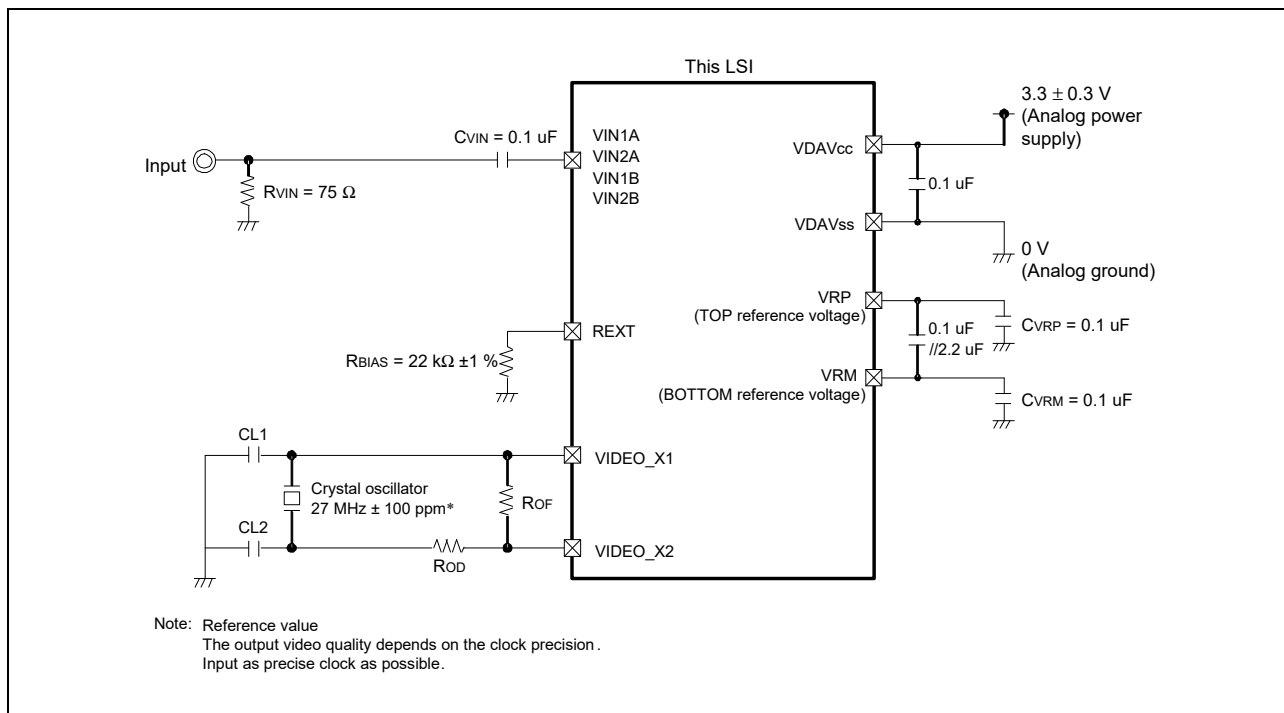 This LSI
Input
RVIN = 75 Ω
CVIN = 0.1 uF
VIN1A
VIN2A
VIN1B
VIN2B
REXT
RBIAS = 22 kΩ ±1 %
CL1
CL2
Crystal oscillator
27 MHz ± 100 ppm*
ROF
ROD
VIDEO_X1
VIDEO_X2
VDAVcc
VDAVss
VRP
(TOP reference voltage)
VRM
(BOTTOM reference voltage)
3.3 ± 0.3 V
(Analog power
supply)
0.1 uF
0 V
(Analog ground)
0.1 uF
//2.2 uF
CVRP = 0.1 uF
CVRM = 0.1 uF
Note: Reference value
The output video quality depends on the clock precision.
Input as precise clock as possible.